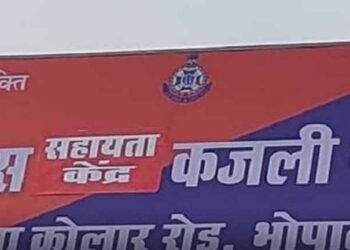 क्ति
स सहायता केंद्र कजली
कोलार रोड, भोपा